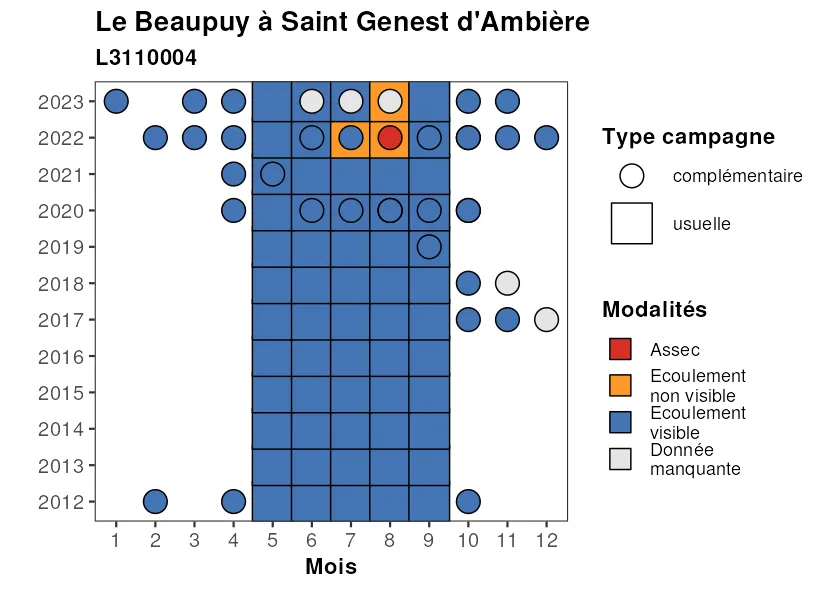 Le Beaupuy à Saint Genest d'Ambière
L3110004
2023
2022
2021
2020
2019
2018
2017
2016
2015
2014
2013
2012
1 2 3 4 5 6 7 8 9 10 11 12
Mois
Type campagne
complémentaire
usuelle
Modalités
Assec
Ecoulement
non visible
Ecoulement
visible
Donnée
manquante